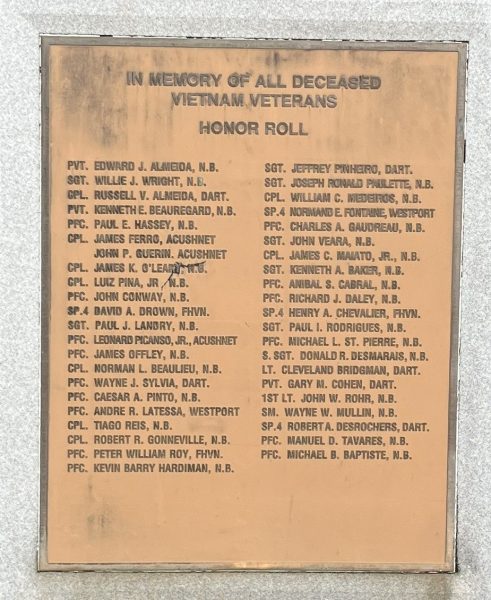 IN MEMORY OF ALL DECEASED
VIETNAM VETERANS
HONOR ROLL
PVT. EDWARD J. ALMEIDA, N.B.
SGT. WILLIE J. WRIGHT, N.B.
CPL. RUSSELL V. ALMEIDA, DART.
PVT. KENNETH E. BEAUREGARD, N.B.
PFC. PAUL E. HASSEY, N.B.
CPL. JAMES FERRO, ACUSHNET
JOHN P. GUERIN, ACUSHNET
CPL. JAMES K. O'LEARY, N.B.
CPL. LUIZ PINA, JR., N.B.
PFC. JOHN CONWAY, N.B.
SP.4 DAVID A. DROWN, FHVN.
SGT. PAUL J. LANDRY, N.B.
PFC. LEONARD PICANSO, JR., ACUSHNET
PFC. JAMES OFFLEY, N.B.
CPL. NORMAN L. BEAULIEU, N.B.
PFC. WAYNE J. SYLVIA, DART.
PFC. CAESAR A. PINTO, N.B.
PFC. ANDRE R. LATESSA, WESTPORT
CPL. TIAGO REIS, N.B.
CPL. ROBERT R. GONNEVILLE, N.B.
PFC. PETER WILLIAM ROY, FHVN.
PFC. KEVIN BARRY HARDIMAN, N.B.
SGT. JEFFREY PINHEIRO, DART.
SGT. JOSEPH RONALD PAULETTE, N.B.
CPL. WILLIAM C. MEDEIROS, N.B.
SP.4 NORMAND E. FONTAINE, WESTPORT
PFC. CHARLES A. GAUDREAU, N.B.
SGT. JOHN VEARA, N.B.
CPL. JAMES C. MAIATO, JR., N.B.
SGT. KENNETH A. BAKER, N.B.
PFC. ANIBAL S. CABRAL, N.B.
PFC. RICHARD J. DALEY, N.B.
SP.4 HENRY A. CHEVALIER, FHVN.
SGT. PAUL I. RODRIGUES, N.B.
PFC. MICHAEL L. ST. PIERRE, N.B.
S. SGT. DONALD R. DESMARAIS, N.B.
LT. CLEVELAND BRIDGMAN, DART.
PVT. GARY M. COHEN, DART.
1ST LT. JOHN W. ROHR, N.B.
SM. WAYNE W. MULLIN, N.B.
SP.4 ROBERT A. DESROCHERS, DART.
PFC. MANUEL D. TAVARES, N.B.
PFC. MICHAEL B. BAPTISTE, N.B.